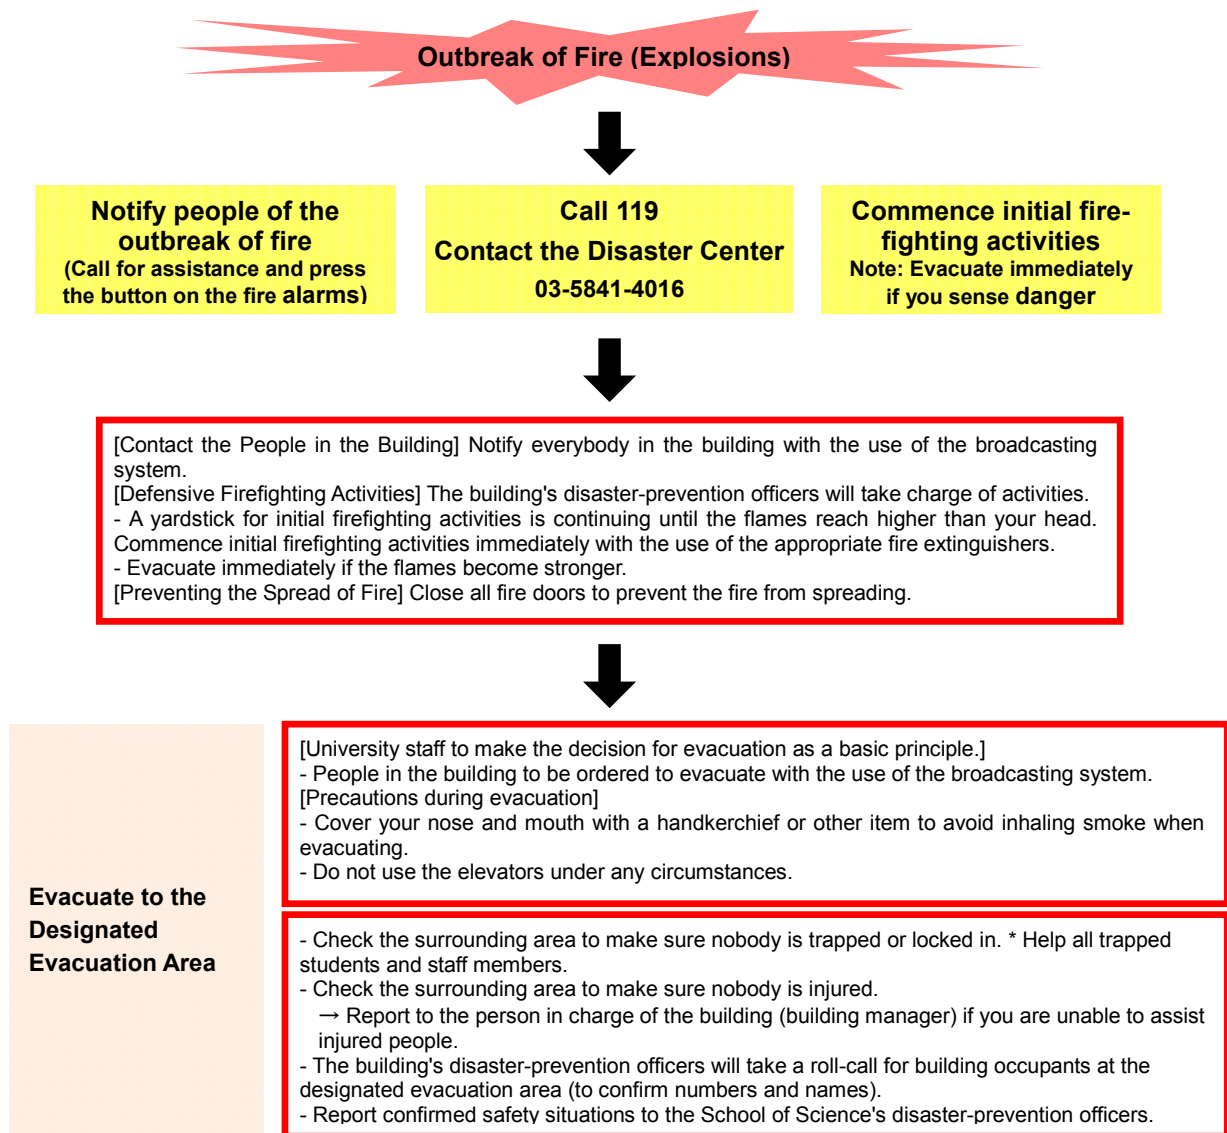 Outbreak of Fire (Explosions)
Notify people of the
outbreak of fire
(Call for assistance and press
the button on the fire alarms)
Call 119
Contact the Disaster Center
03-5841-4016
Commence initial fire-
fighting activities
Note: Evacuate immediately
if you sense danger
[Contact the People in the Building] Notify everybody in the building with the use of the broadcasting
system.
[Defensive Firefighting Activities] The building's disaster-prevention officers will take charge of activities.
- A yardstick for initial firefighting activities is continuing until the flames reach higher than your head.
Commence initial firefighting activities immediately with the use of the appropriate fire extinguishers.
- Evacuate immediately if the flames become stronger.
[Preventing the Spread of Fire] Close all fire doors to prevent the fire from spreading.
Evacuate to the
Designated
Evacuation Area
[University staff to make the decision for evacuation as a basic principle.]
- People in the building to be ordered to evacuate with the use of the broadcasting system.
[Precautions during evacuation]
- Cover your nose and mouth with a handkerchief or other item to avoid inhaling smoke when
evacuating.
- Do not use the elevators under any circumstances.
- Check the surrounding area to make sure nobody is trapped or locked in. * Help all trapped
students and staff members.
- Check the surrounding area to make sure nobody is injured.
→ Report to the person in charge of the building (building manager) if you are unable to assist
injured people.
- The building's disaster-prevention officers will take a roll-call for building occupants at the
designated evacuation area (to confirm numbers and names).
- Report confirmed safety situations to the School of Science's disaster-prevention officers.